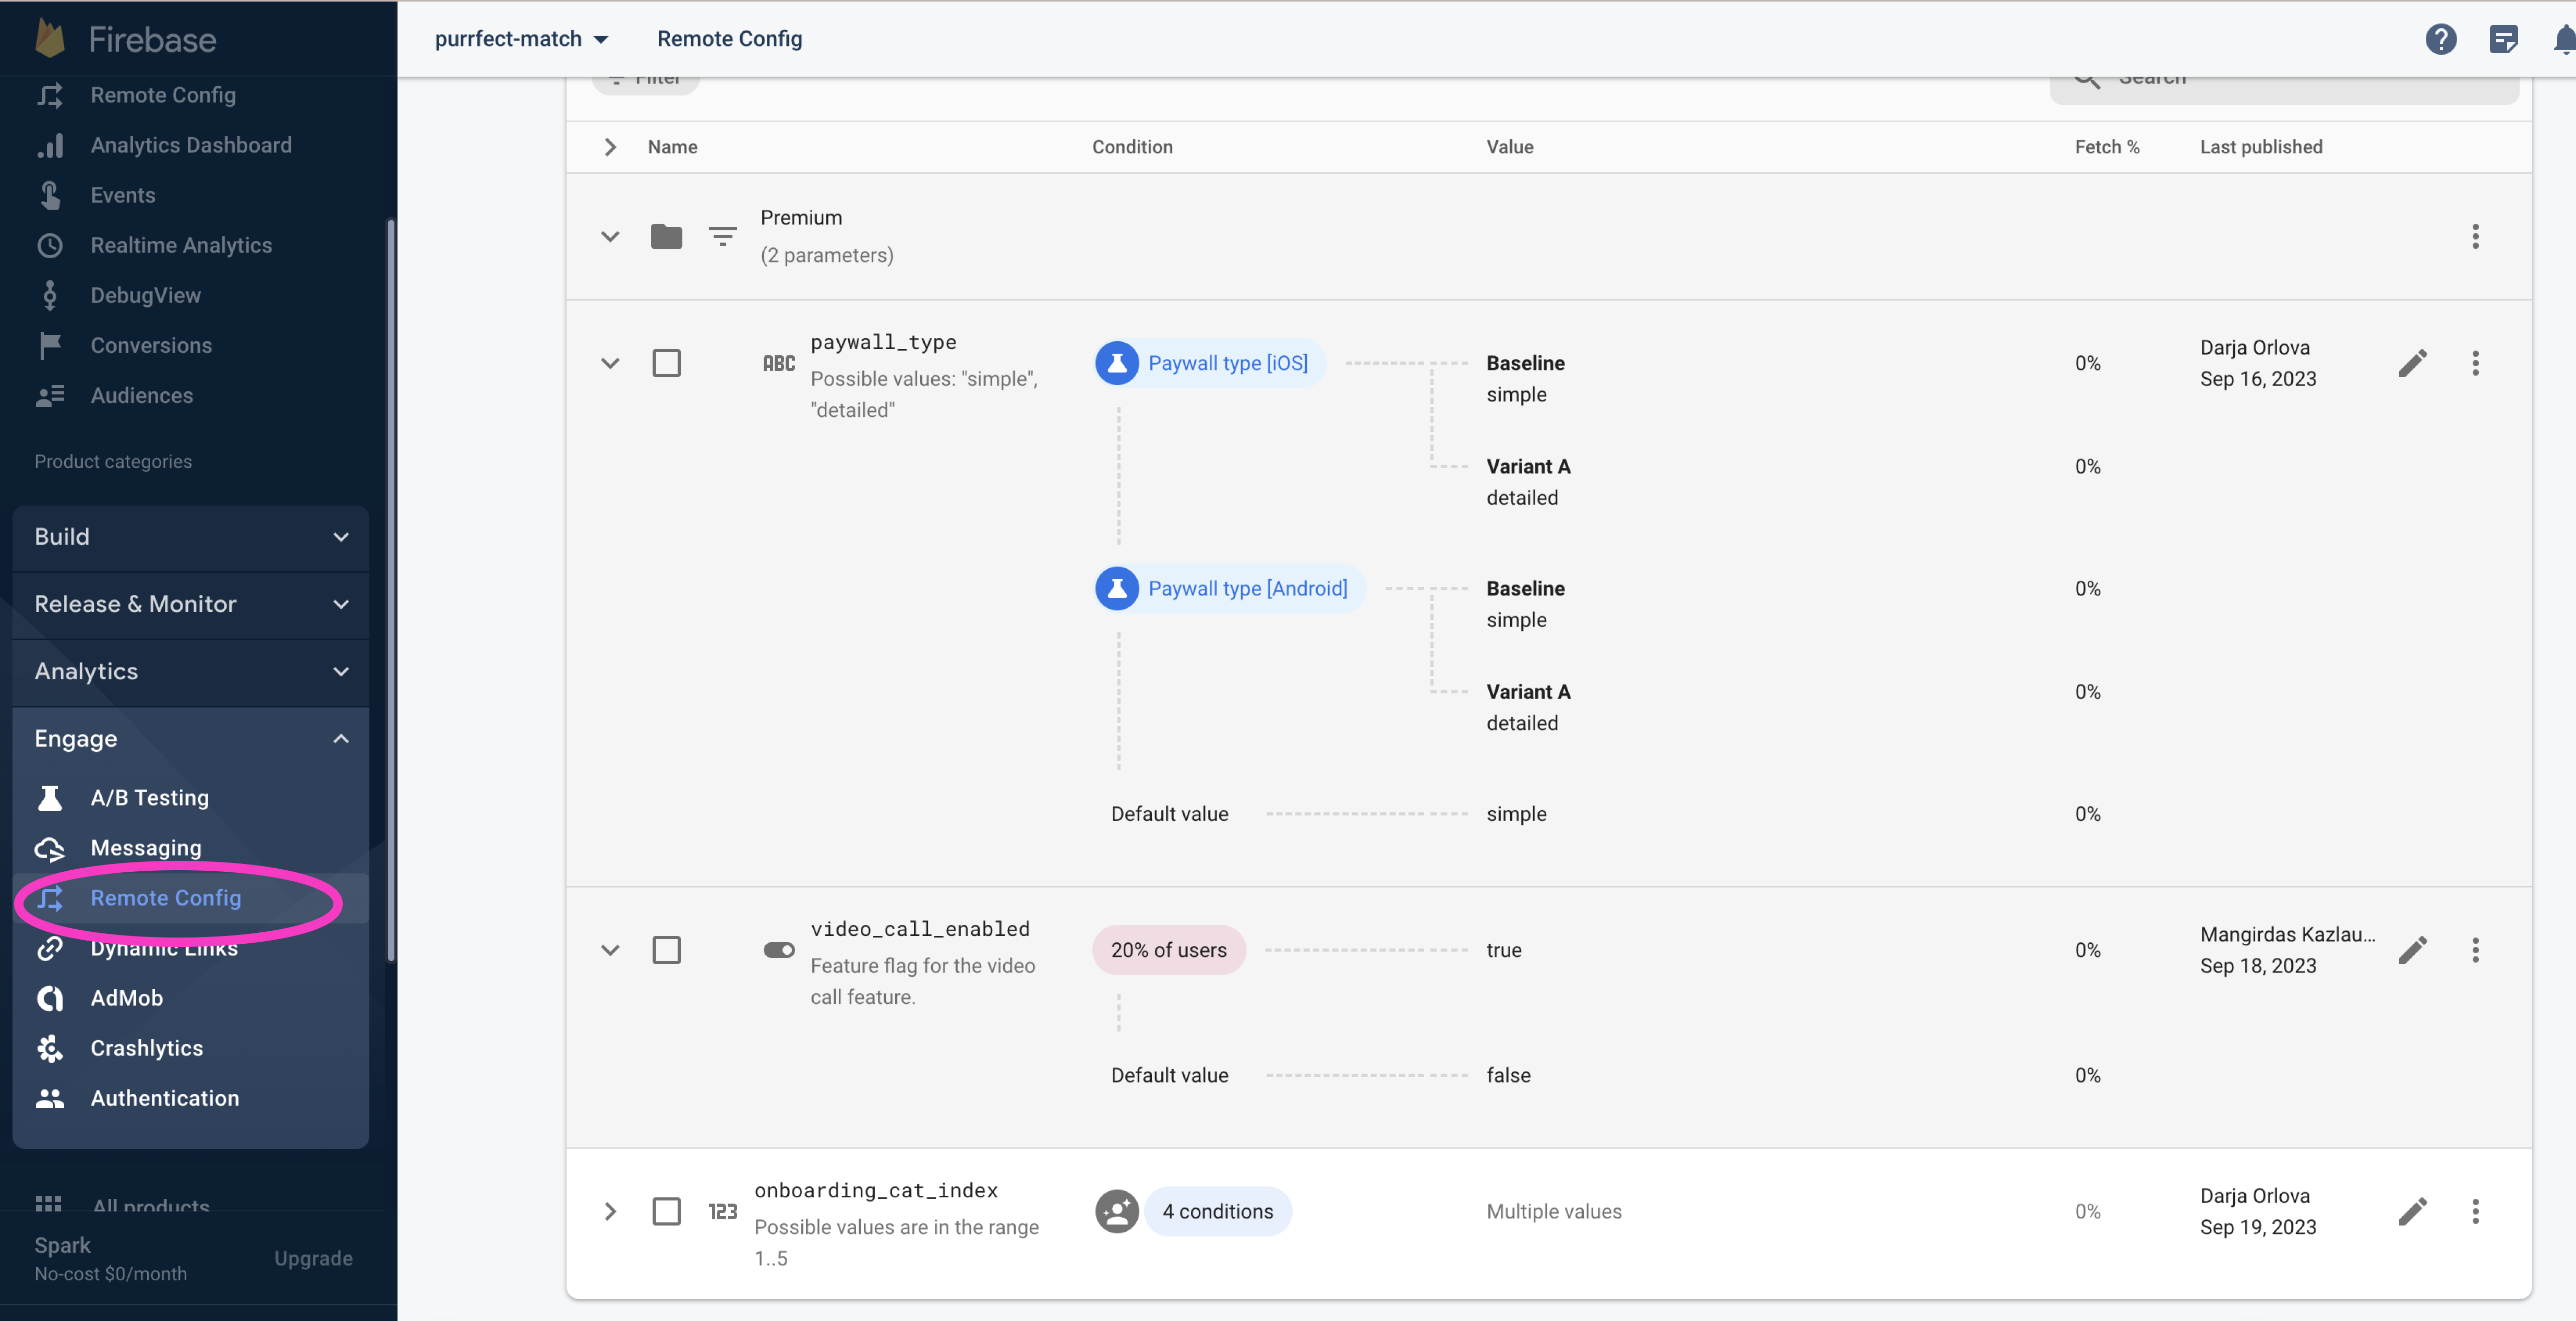 Firebase
Remote Config
Analytics Dashboard
Events
Realtime Analytics
DebugView
Conversions
Audiences
Product categories
Build
Release & Monitor
Analytics
Engage
A/B Testing
Messaging
Remote Config
Dynamic Links
AdMob
Crashlytics
Authentication
All products
Spark
No-cost $0/month
Upgrade
purrfect-match
Remote Config
Filter
Search
Name Condition Value Fetch % Last published
Premium
(2 parameters)
ABC
paywall_type
Possible values: "simple",
"detailed"
Paywall type [iOS]
Baseline
simple
0%
Darja Orlova
Sep 16, 2023
Variant A
detailed
0%
Paywall type [Android]
Baseline
simple
0%
Variant A
detailed
0%
Default value simple 0%
video_call_enabled
Feature flag for the video
call feature.
20% of users true 0%
Mangirdas Kazlau...
Sep 18, 2023
Default value false 0%
123
onboarding_cat_index
Possible values are in the range
1..5
4 conditions Multiple values 0%
Darja Orlova
Sep 19, 2023